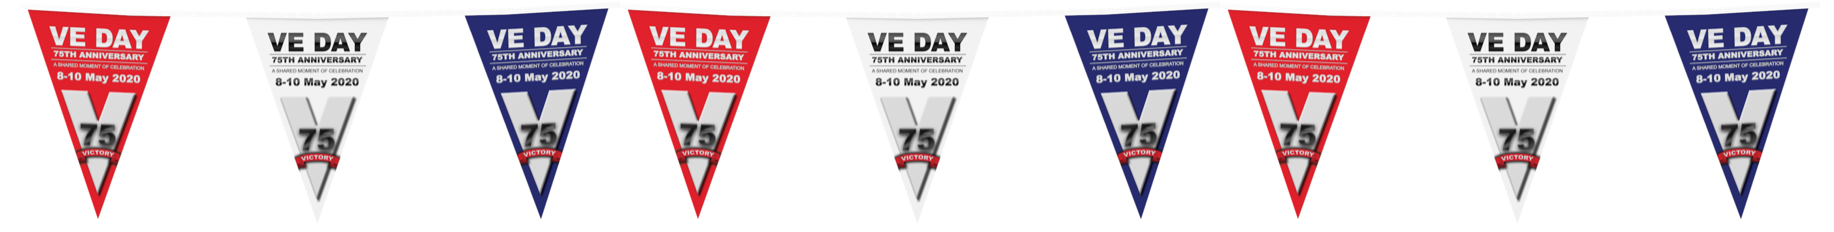 VE DAY
75TH ANNIVERSARY
A SHARED MOMENT OF CELEBRATION
8-10 May 2020
75
VICTORY
VE DAY
75TH ANNIVERSARY
A SHARED MOMENT OF CELEBRATION
8-10 May 2020
75
VICTORY
VE DAY
75TH ANNIVERSARY
A SHARED MOMENT OF CELEBRATION
8-10 May 2020
75
VICTORY
VE DAY
75TH ANNIVERSARY
A SHARED MOMENT OF CELEBRATION
8-10 May 2020
75
VICTORY
VE DAY
75TH ANNIVERSARY
A SHARED MOMENT OF CELEBRATION
8-10 May 2020
75
VICTORY
VE DAY
75TH ANNIVERSARY
A SHARED MOMENT OF CELEBRATION
8-10 May 2020
75
VICTORY
VE DAY
75TH ANNIVERSARY
A SHARED MOMENT OF CELEBRATION
8-10 May 2020
75
VICTORY
VE DAY
75TH ANNIVERSARY
A SHARED MOMENT OF CELEBRATION
8-10 May 2020
75
VICTORY
VE DAY
75TH ANNIVERSARY
A SHARED MOMENT OF CELEBRATION
8-10 May 2020
75
VICTORY